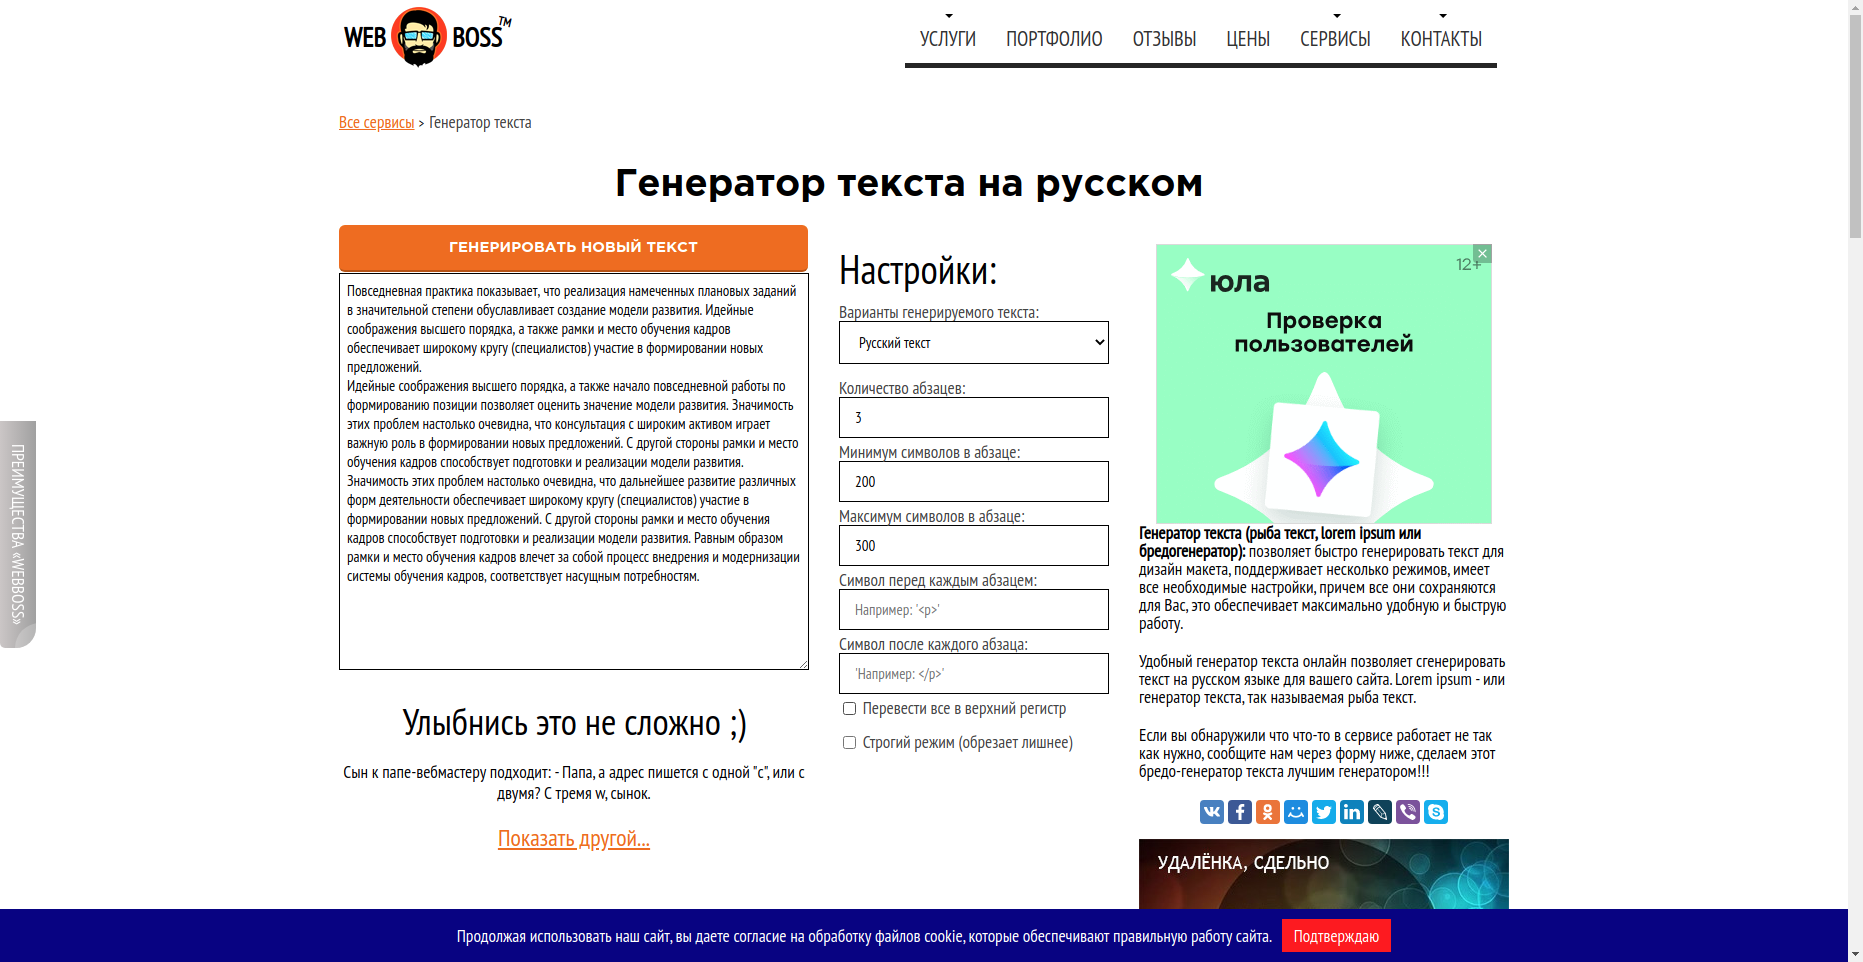 WEB BOSS TM
УСЛУГИ ПОРТФОЛИО ОТЗЫВЫ ЦЕНЫ СЕРВИСЫ КОНТАКТЫ
Все сервисы > Генератор текста
Генератор текста на русском
ГЕНЕРИРОВАТЬ НОВЫЙ ТЕКСТ
Повседневная практика показывает, что реализация намеченных плановых заданий
в значительной степени обуславливает создание модели развития. Идейные
соображения высшего порядка, а также рамки и место обучения кадров
обеспечивает широкому кругу (специалистов) участие в формировании новых
предложений.
Идейные соображения высшего порядка, а также начало повседневной работы по
формированию позиции позволяет оценить значение модели развития. Значимость
этих проблем настолько очевидна, что консультация с широким активом играет
важную роль в формировании новых предложений. С другой стороны рамки и место
обучения кадров способствует подготовки и реализации модели развития.
Значимость этих проблем настолько очевидна, что дальнейшее развитие различных
форм деятельности обеспечивает широкому кругу (специалистов) участие в
формировании новых предложений. С другой стороны рамки и место обучения
кадров способствует подготовки и реализации модели развития. Равным образом
рамки и место обучения кадров влечет за собой процесс внедрения и модернизации
системы обучения кадров, соответствует насущным потребностям.
Улыбнись это не сложно ;)
Сын к папе-вебмастеру подходит: - Папа, а адрес пишется с одной "с", или с
двумя? С тремя w, сынок.
Показать другой...
Настройки:
Варианты генерируемого текста:
Русский текст
Количество абзацев:
3
Минимум символов в абзаце:
200
Максимум символов в абзаце:
300
Символ перед каждым абзацем:
Например: '<p>'
Символ после каждого абзаца:
'Например: </p>'
Перевести все в верхний регистр
Строгий режим (обрезает лишнее)
юла
12+
Проверка
пользователей
Генератор текста (рыба текст, lorem ipsum или
бредогенератор): позволяет быстро генерировать текст для
дизайн макета, поддерживает несколько режимов, имеет
все необходимые настройки, причем все они сохраняются
для Вас, это обеспечивает максимально удобную и быструю
работу.
Удобный генератор текста онлайн позволяет сгенерировать
текст на русском языке для вашего сайта. Lorem ipsum - или
генератор текста, так называемая рыба текст.
Если вы обнаружили что что-то в сервисе работает не так
как нужно, сообщите нам через форму ниже, сделаем этот
бредо-генератор текста лучшим генератором!!!
УДАЛЁНКА, СДЕЛЬНО
ПРЕИМУЩЕСТВА «WEBBOSS»
Продолжая использовать наш сайт, вы даете согласие на обработку файлов cookie, которые обеспечивают правильную работу сайта. Подтверждаю